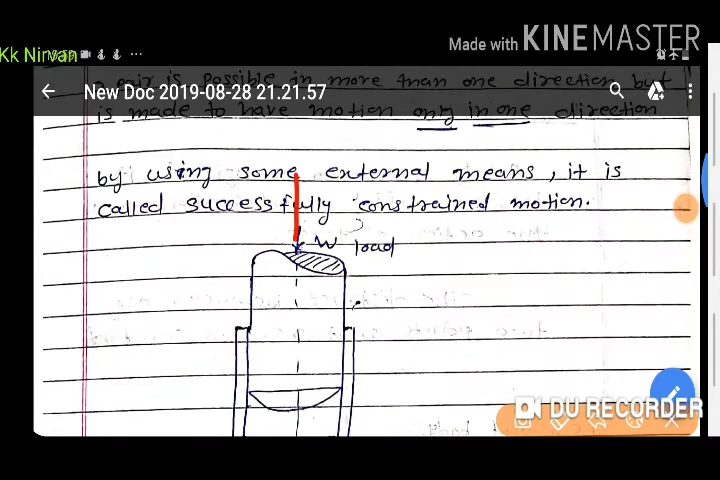 Made with KINEMASTER
Kk Nirvan
pair is possible in more than one direction but
New Doc 2019-08-28 21.21.57
is made to have motion only in one direction
by using some external means, it is
called successfully constrained motion.
W load
DU RECORDER